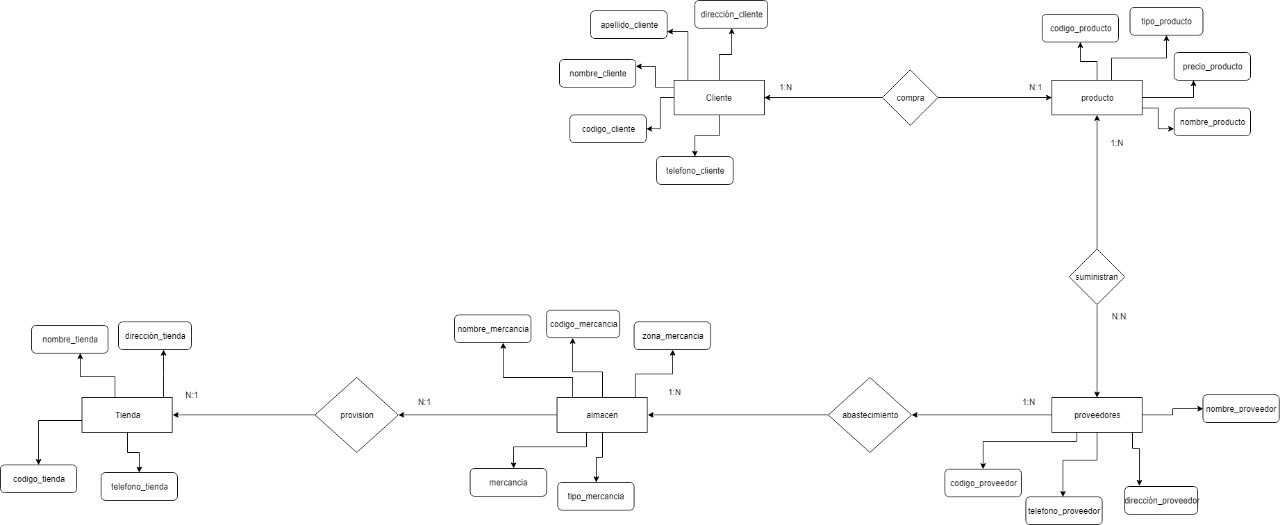 dirección_cliente
apellido_cliente
tipo_producto
codigo_producto
nombre_cliente
precio_producto
1:N
N:1
Cliente
compra
producto
codigo_cliente
nombre_producto
1:N
telefono_cliente
suministran
N:N
nombre_tienda
dirección_tienda
nombre_mercancia
codigo_mercancia
zona_mercancia
N:1
N:1
1:N
1:N
Tienda
provision
almacen
abastecimiento
proveedores
nombre_proveedor
codigo_tienda
telefono_tienda
mercancia
tipo_mercancia
codigo_proveedor
telefono_proveedor
dirección_proveedor